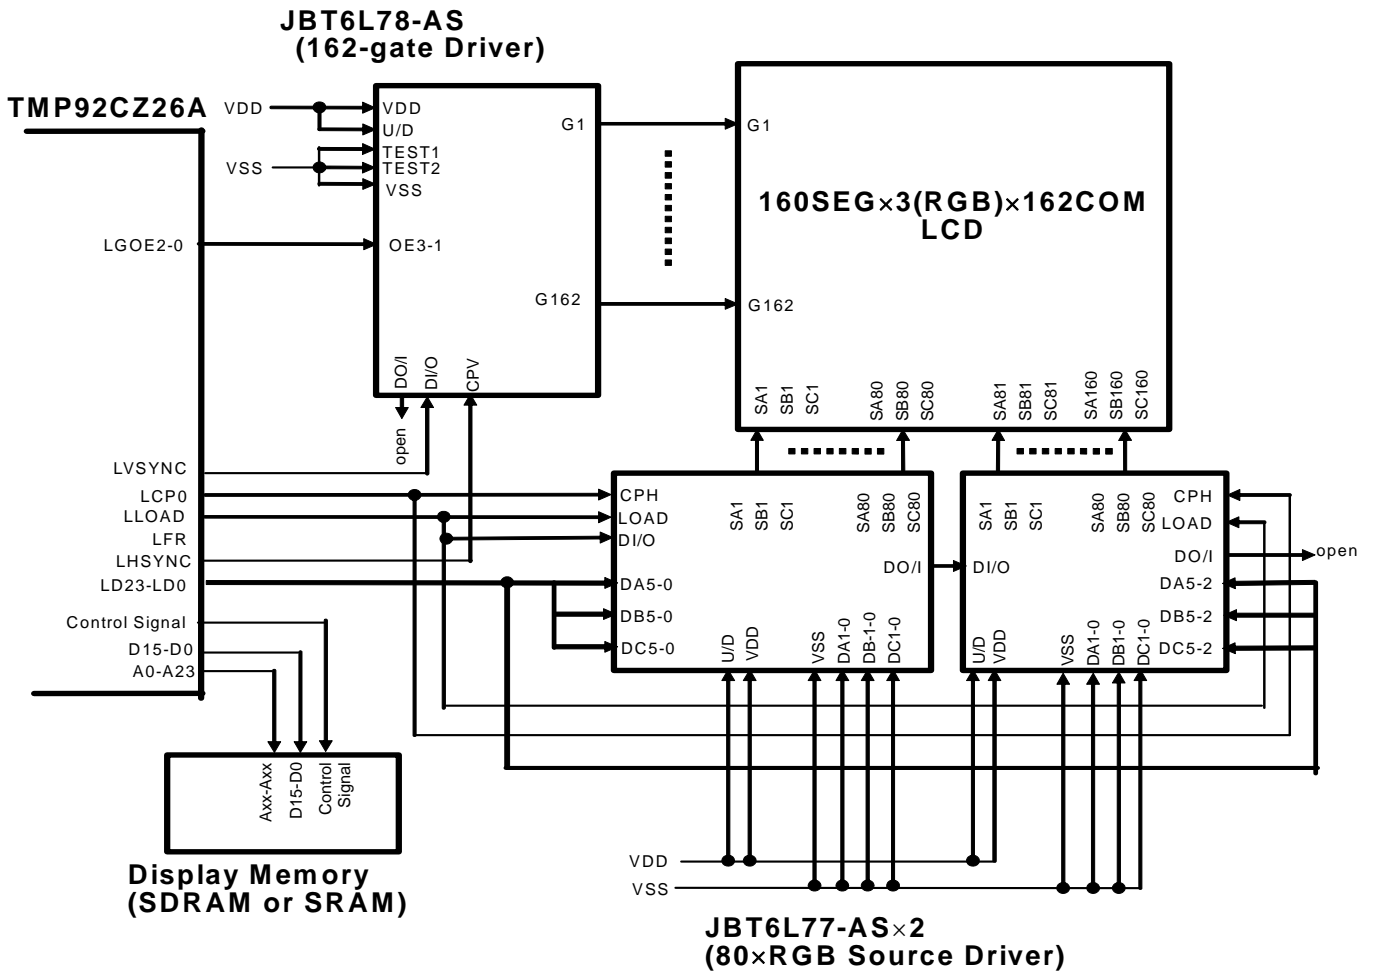 JBT6L78-AS
(162-gate Driver)
TMP92CZ26A
VDD
VSS
VDD
U/D
TEST1
TEST2
VSS
OE3-1
G1
G162
DO/I
DI/O
CPV
open
G1
160SEG×3(RGB)×162COM
LCD
G162
SA1
SB1
SC1
SA80
SB80
SC80
SA81
SB81
SC81
SA160
SB160
SC160
LGOE2-0
LVSYNC
LCP0
LLOAD
LFR
LHSYNC
LD23-LD0
Control Signal
D15-D0
A0-A23
CPH
LOAD
DI/O
DA5-0
DB5-0
DC5-0
SA1
SB1
SC1
SA80
SB80
SC80
DO/I
U/D
VDD
VSS
DA1-0
DB-1-0
DC1-0
DI/O
SA1
SB1
SC1
SA80
SB80
SC80
CPH
LOAD
DO/I
open
DA5-2
DB5-2
DC5-2
U/D
VDD
VSS
DA1-0
DB1-0
DC1-0
Axx-Axx
D15-D0
Control
Signal
Display Memory
(SDRAM or SRAM)
VDD
VSS
JBT6L77-AS×2
(80×RGB Source Driver)